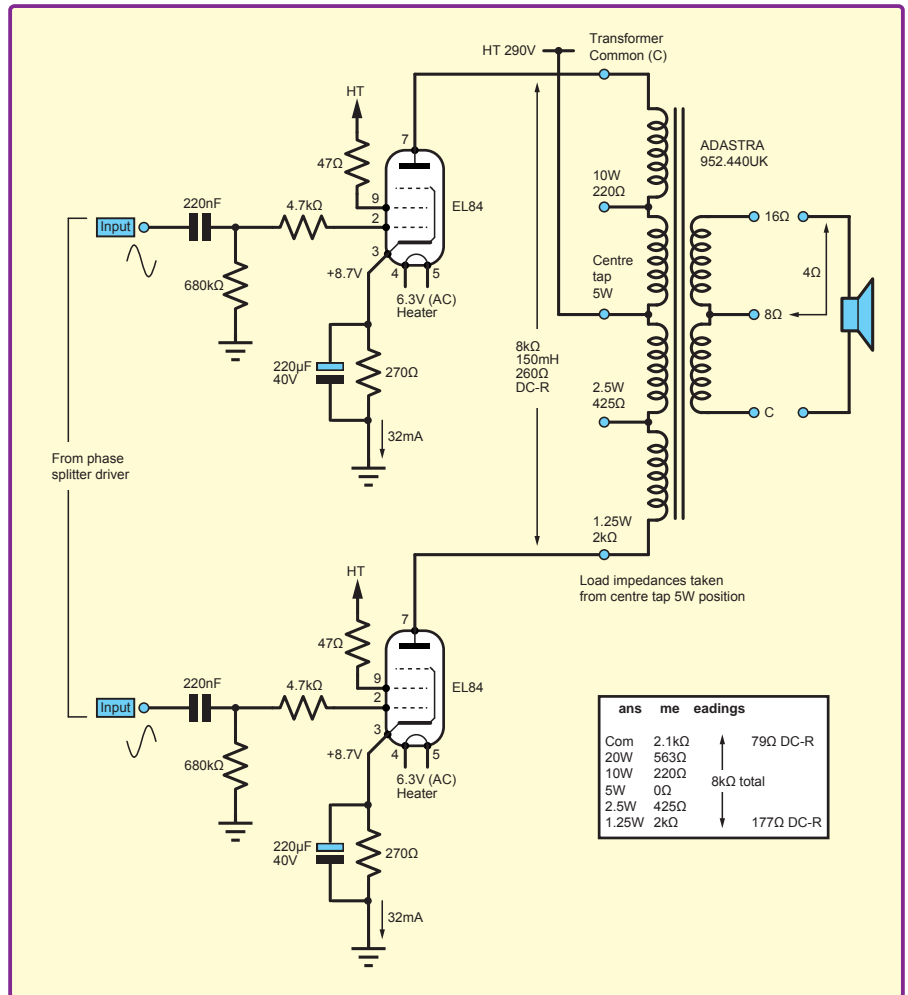 Transformer
Common (C)
HT 290V
HT
7
47Ω
ADASTRA
952.440UK
10W
220Ω
220nF
4.7kΩ
9
2
EL84
16Ω
Input
3
Centre
tap
5W
4Ω
680kΩ
+8.7V
4
5
6.3V (AC)
Heater
8Ω
8kΩ
150mH
260Ω
DC-R
220µF
40V
270Ω
2.5W
425Ω
C
32mA
From phase
splitter driver
1.25W
2kΩ
HT
Load impedances taken
from centre tap 5W position
7
47Ω
220nF
4.7kΩ
9
2
EL84
Input
3
680kΩ
+8.7V
4
5
6.3V (AC)
Heater
220µF
40V
270Ω
32mA
ans me eadings
Com 2.1kΩ 79Ω DC-R
20W 563Ω
10W 220Ω
8kΩ total
5W 0Ω
2.5W 425Ω
1.25W 2kΩ 177Ω DC-R